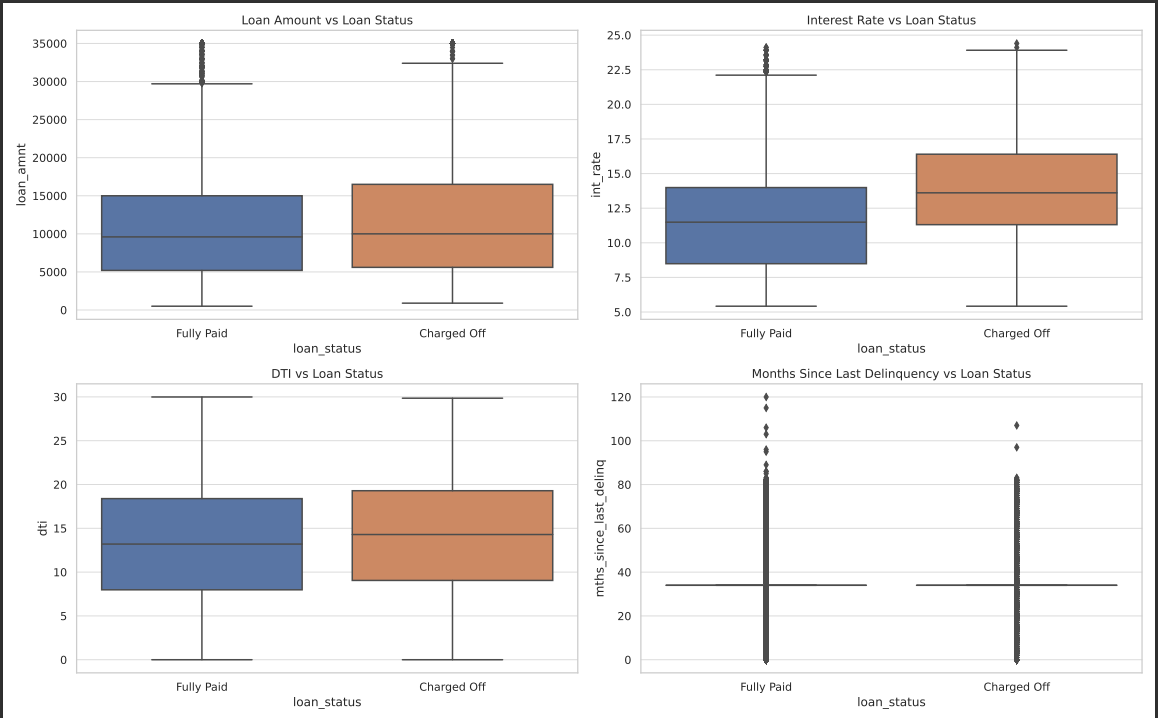 Loan Amount vs Loan Status
35000
30000
25000
20000
15000
10000
5000
0
loan_amnt
Fully Paid
Charged Off
loan_status
Interest Rate vs Loan Status
25.0
22.5
20.0
17.5
15.0
12.5
10.0
7.5
5.0
int_rate
Fully Paid
Charged Off
loan_status
DTI vs Loan Status
30
25
20
15
10
5
0
dti
Fully Paid
Charged Off
loan_status
Months Since Last Delinquency vs Loan Status
120
100
80
60
40
20
0
mths_since_last_delinq
Fully Paid
Charged Off
loan_status